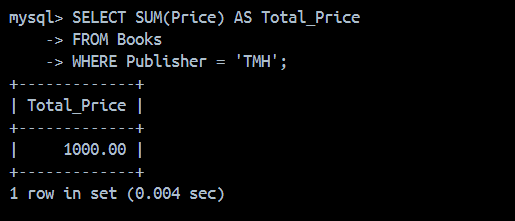 mysql> SELECT SUM(Price) AS Total_Price
    -> FROM Books
    -> WHERE Publisher = 'TMH';
+-------------+
| Total_Price |
+-------------+
|     1000.00 |
+-------------+
1 row in set (0.004 sec)